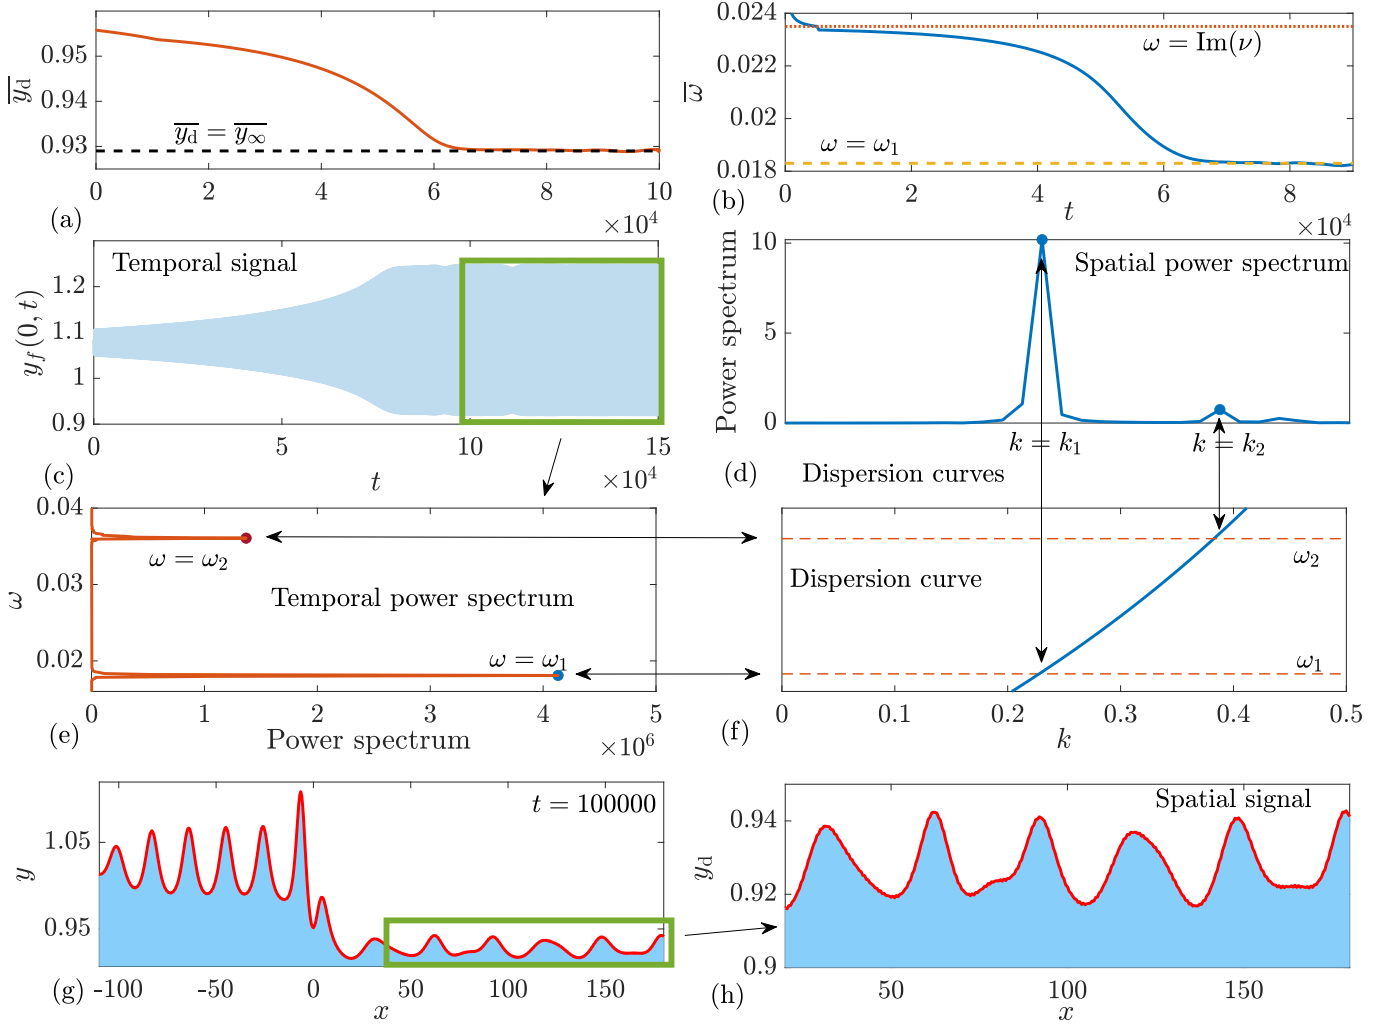 ×10⁴
0.95
0.94
0.93
y̅_d
y̅_d = y̅_∞
0 2 4 6 8 10
(a)
×10⁴
0.024
0.022
0.02
0.018
ω̅
ω = Im(ν)
ω = ω₁
0 2 4 6 8
t
(b)
×10⁴
Temporal signal
1.2
1.1
1
0.9
y_f(0, t)
0 5 10 15
t
(c)
×10⁴
Power spectrum
10
5
0
Spatial power spectrum
k = k₁
k = k₂
(d)
Dispersion curves
0.04
0.03
0.02
ω
ω = ω₂
Temporal power spectrum
ω = ω₁
0 1 2 3 4 5
Power spectrum
×10⁶
(e)
ω₂
Dispersion curve
ω₁
0 0.1 0.2 0.3 0.4 0.5
k
(f)
t = 100000
1.05
0.95
y
-100 -50 0 50 100 150
x
(g)
Spatial signal
0.94
0.92
0.9
y_d
50 100 150
x
(h)